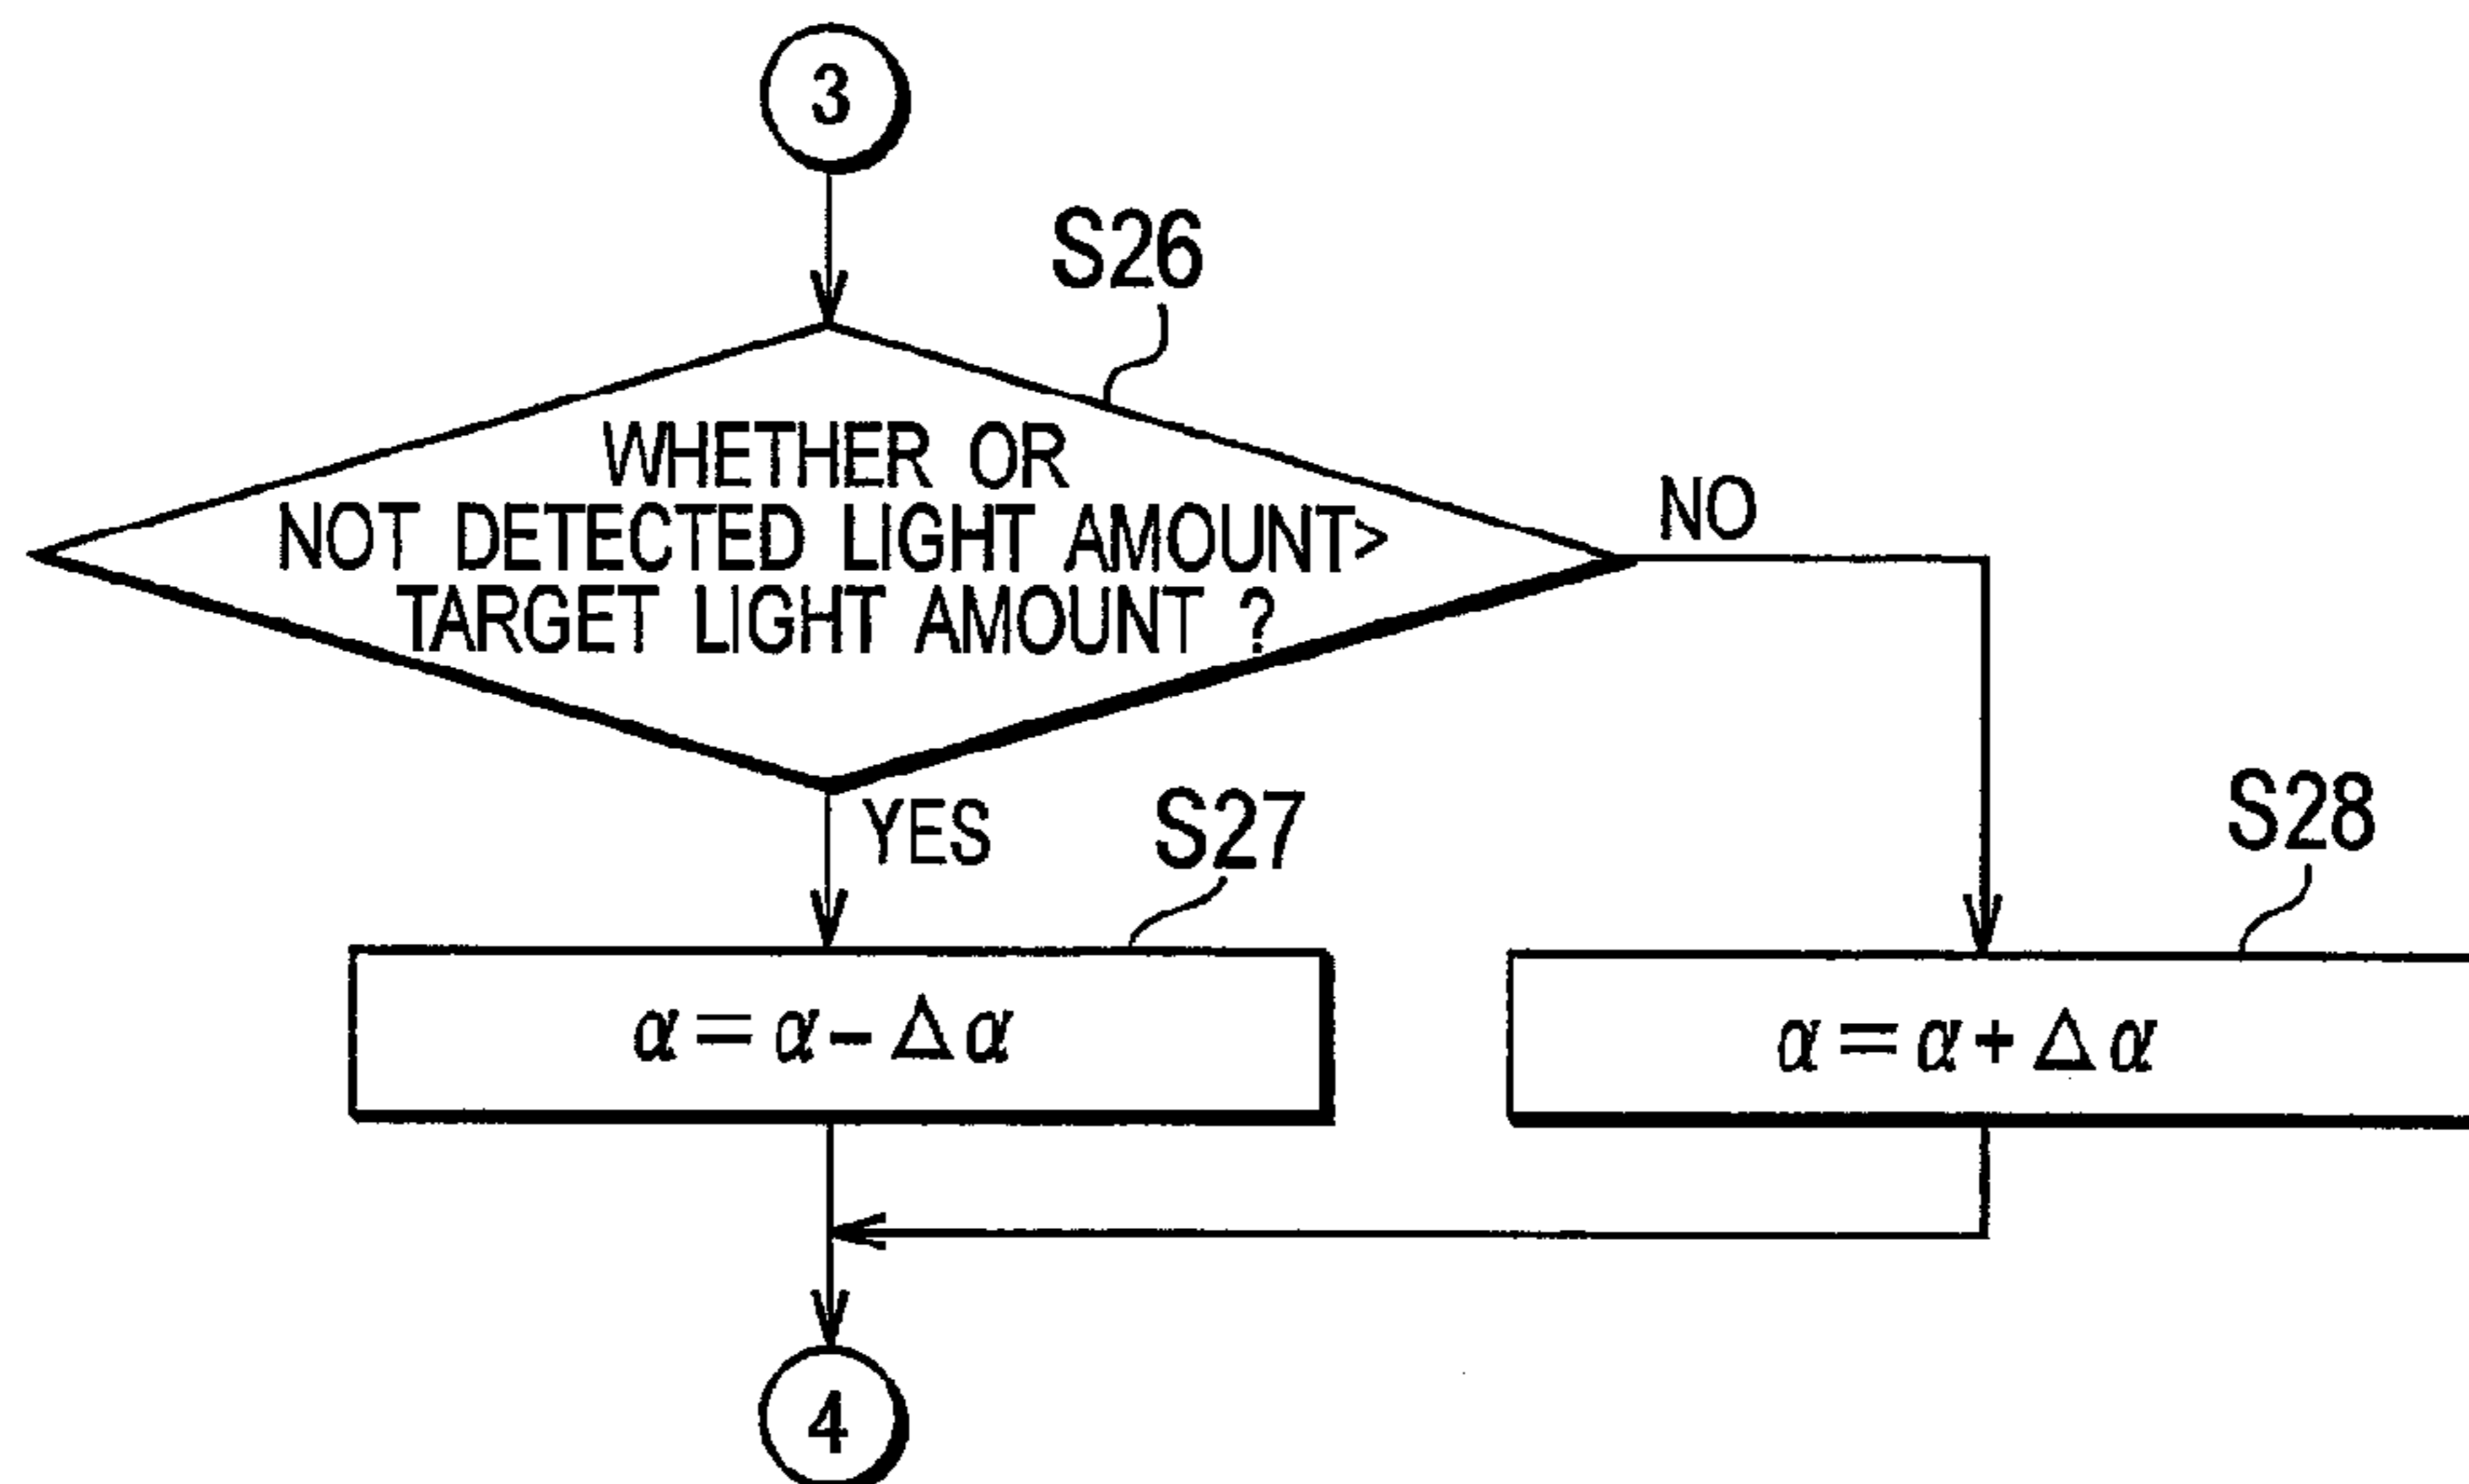 3
S26
WHETHER OR
NOT DETECTED LIGHT AMOUNT>
TARGET LIGHT AMOUNT ?
NO
YES
S27
S28
α=α-Δα
α=α+Δα
4